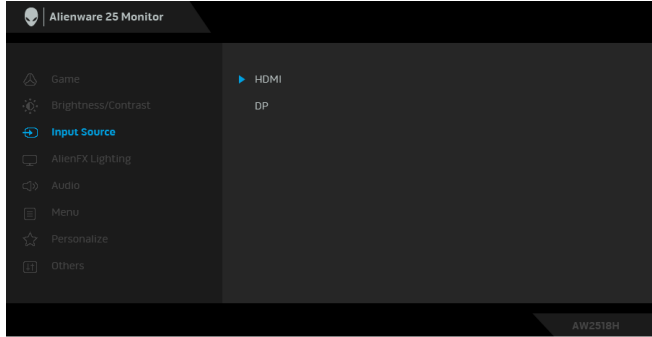 Alienware 25 Monitor
Game
HDMI
Brightness/Contrast
DP
Input Source
AlienFX Lighting
Audio
Menu
Personalize
Others
AW2518H